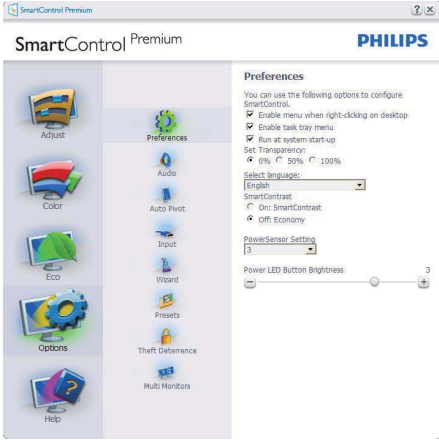 SmartControl Premium
? X
SmartControl Premium
PHILIPS
Adjust
Color
Eco
Options
Help
Preferences
Audio
Auto Pivot
Input
Wizard
Presets
Theft Deterrence
Multi Monitors
Preferences
You can use the following options to configure
SmartControl.
Enable menu when right-clicking on desktop
Enable task tray menu
Run at system start-up
Set Transparency:
0% 50% 100%
Select language:
English
SmartContrast
On: SmartContrast
Off: Economy
PowerSensor Setting
3
Power LED Button Brightness 3